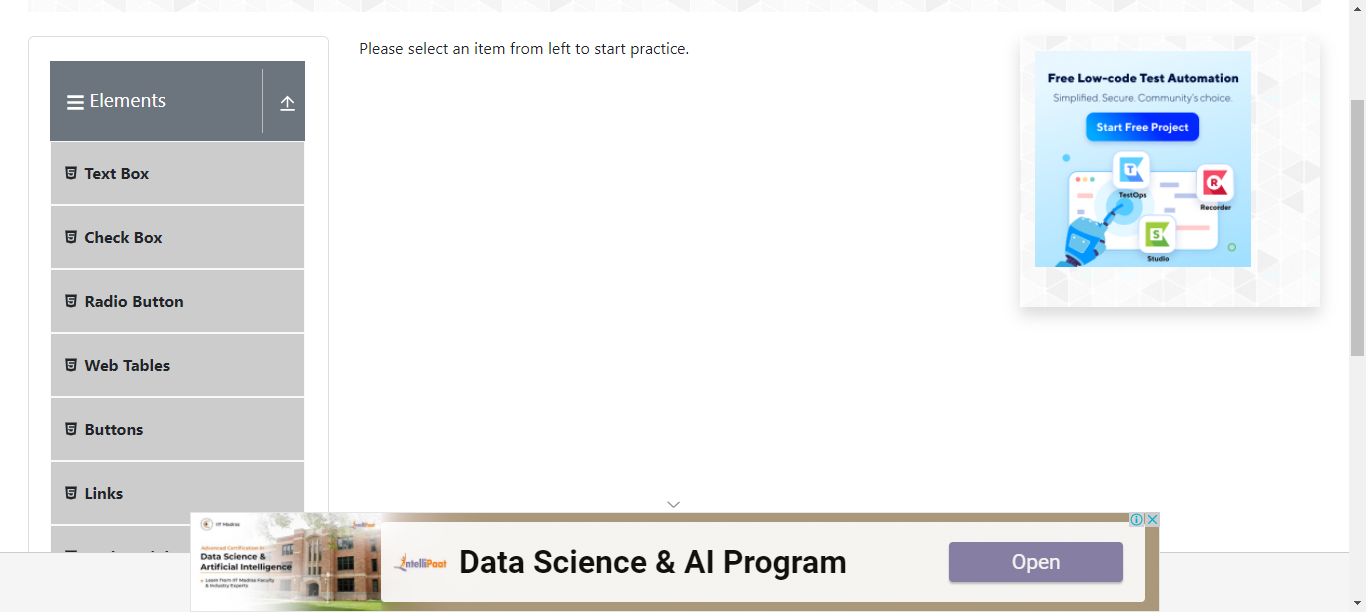 Elements
Text Box
Check Box
Radio Button
Web Tables
Buttons
Links
Please select an item from left to start practice.
Free Low-code Test Automation
Simplified. Secure. Community's choice.
Start Free Project
TestOps
Recorder
Studio
IIT Madras
intelliPaat
Advanced Certification in
Data Science &
Artificial Intelligence
Learn from IIT Madras Faculty
& Industry Experts
intelliPaat
Data Science & AI Program
Open